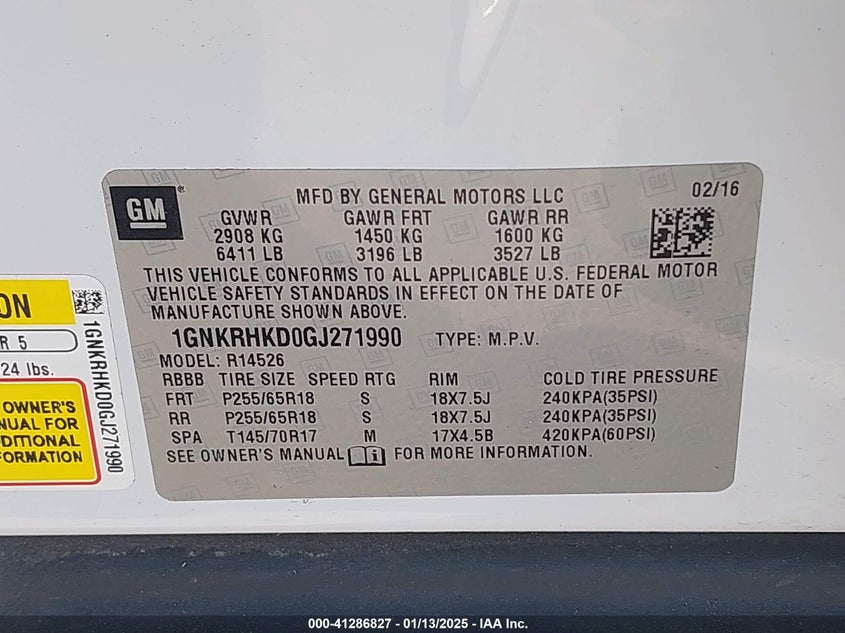 GM
MFD BY GENERAL MOTORS LLC 02/16
GVWR GAWR FRT GAWR RR
2908 KG 1450 KG 1600 KG
6411 LB 3196 LB 3527 LB
THIS VEHICLE CONFORMS TO ALL APPLICABLE U.S. FEDERAL MOTOR
VEHICLE SAFETY STANDARDS IN EFFECT ON THE DATE OF
MANUFACTURE SHOWN ABOVE.
1GNKRHKD0GJ271990 TYPE: M.P.V.
MODEL: R14526
RBBB TIRE SIZE SPEED RTG RIM COLD TIRE PRESSURE
FRT P255/65R18 S 18X7.5J 240KPA(35PSI)
RR P255/65R18 S 18X7.5J 240KPA(35PSI)
SPA T145/70R17 M 17X4.5B 420KPA(60PSI)
SEE OWNER'S MANUAL FOR MORE INFORMATION.
ON
R 5
24 lbs.
OWNER'S
NUAL FOR
DITIONAL
FORMATION
1GNKRHKD0GJ271990
000-41286827 - 01/13/2025 - IAA Inc.